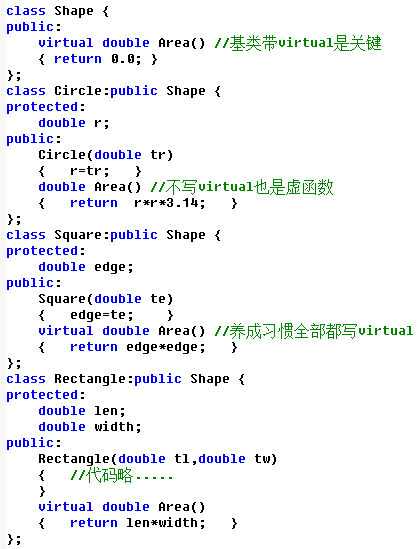 class Shape {
public:
    virtual double Area() //基类带virtual是关键
    { return 0.0; }
};
class Circle:public Shape {
protected:
    double r;
public:
    Circle(double tr)
    {   r=tr;   }
    double Area() //不写virtual也是虚函数
    {   return  r*r*3.14;   }
};
class Square:public Shape {
protected:
    double edge;
public:
    Square(double te)
    {   edge=te;    }
    virtual double Area() //养成习惯全部都写virtual
    {   return edge*edge;   }
};
class Rectangle:public Shape {
protected:
    double len;
    double width;
public:
    Rectangle(double tl,double tw)
    {   //代码略.....
    }
    virtual double Area()
    {   return len*width;   }
};